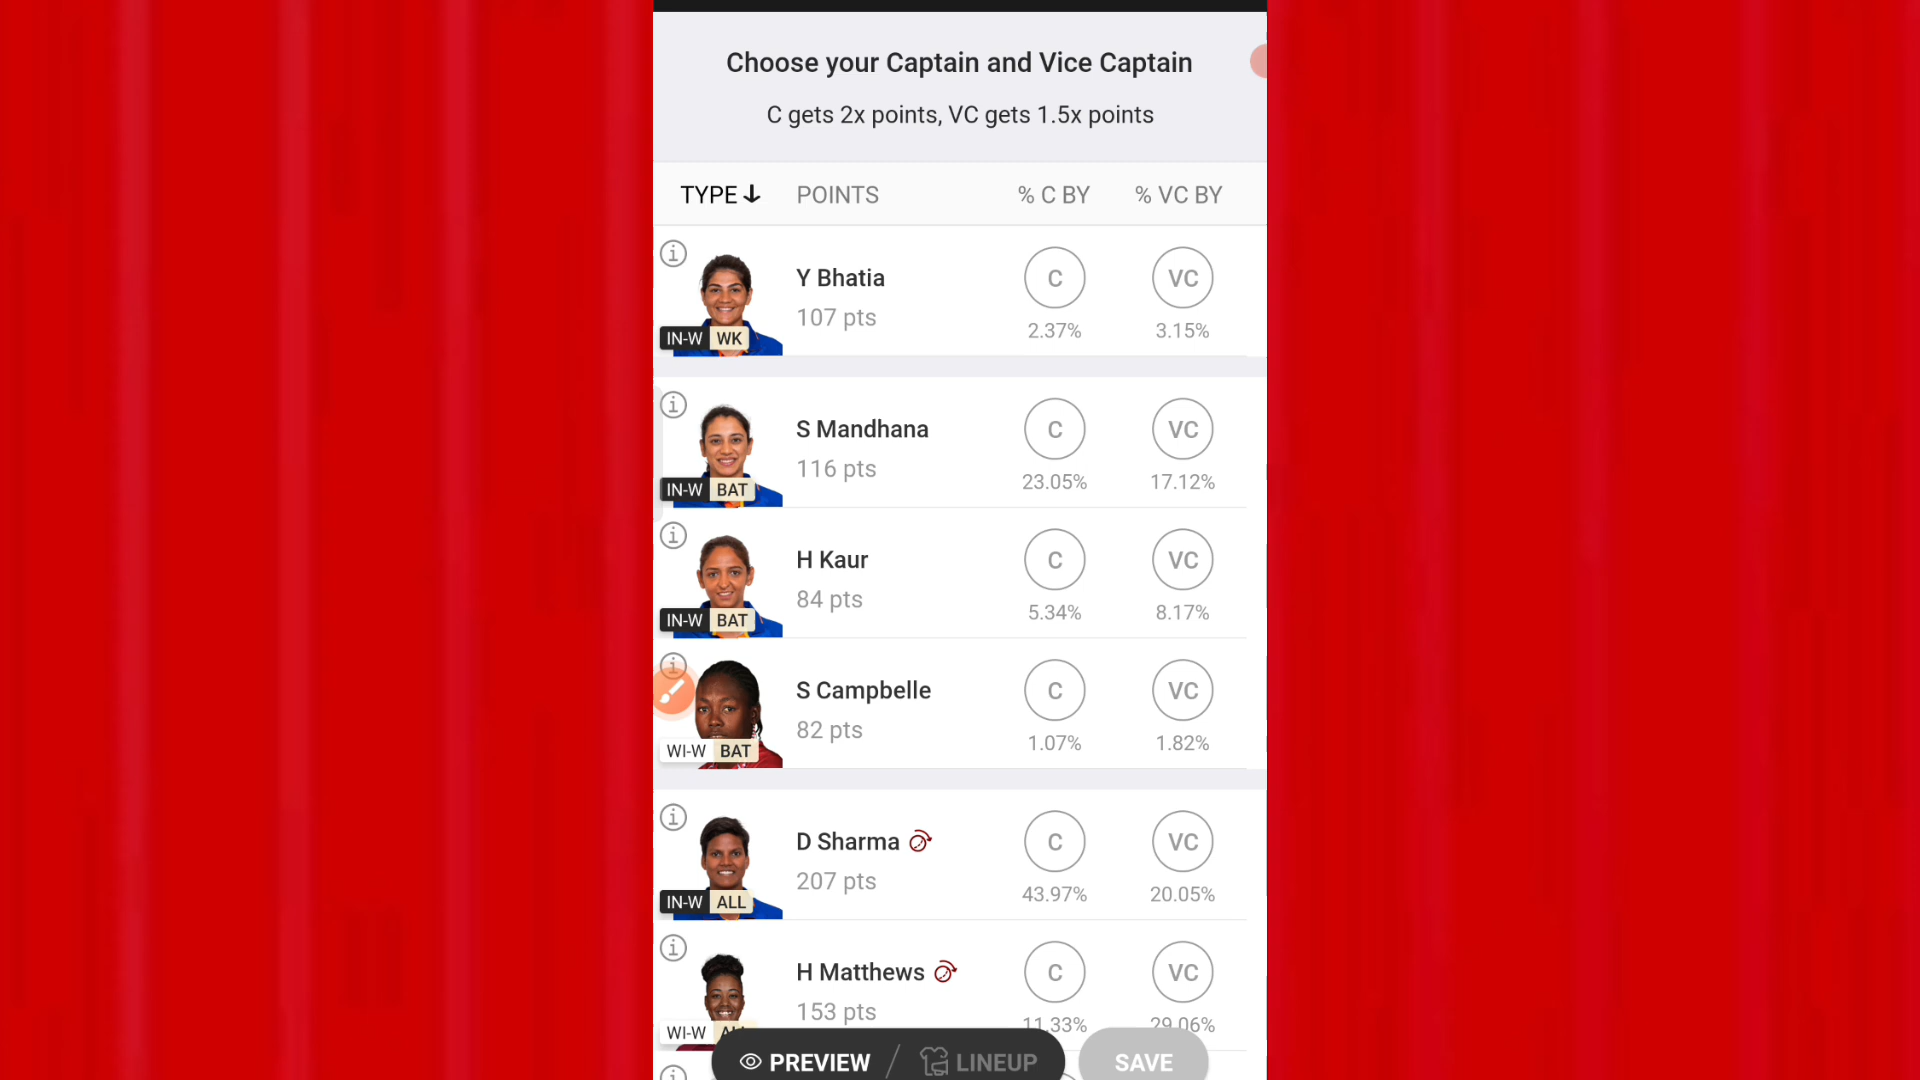 Choose your Captain and Vice Captain
C gets 2x points, VC gets 1.5x points
TYPE POINTS % C BY % VC BY
Y Bhatia
107 pts
C VC
2.37% 3.15%
IN-W WK
S Mandhana
116 pts
C VC
23.05% 17.12%
IN-W BAT
H Kaur
84 pts
C VC
5.34% 8.17%
IN-W BAT
S Campbelle
82 pts
C VC
1.07% 1.82%
WI-W BAT
D Sharma
207 pts
C VC
43.97% 20.05%
IN-W ALL
H Matthews
153 pts
C VC
11.33% 29.06%
WI-W
PREVIEW / LINEUP SAVE